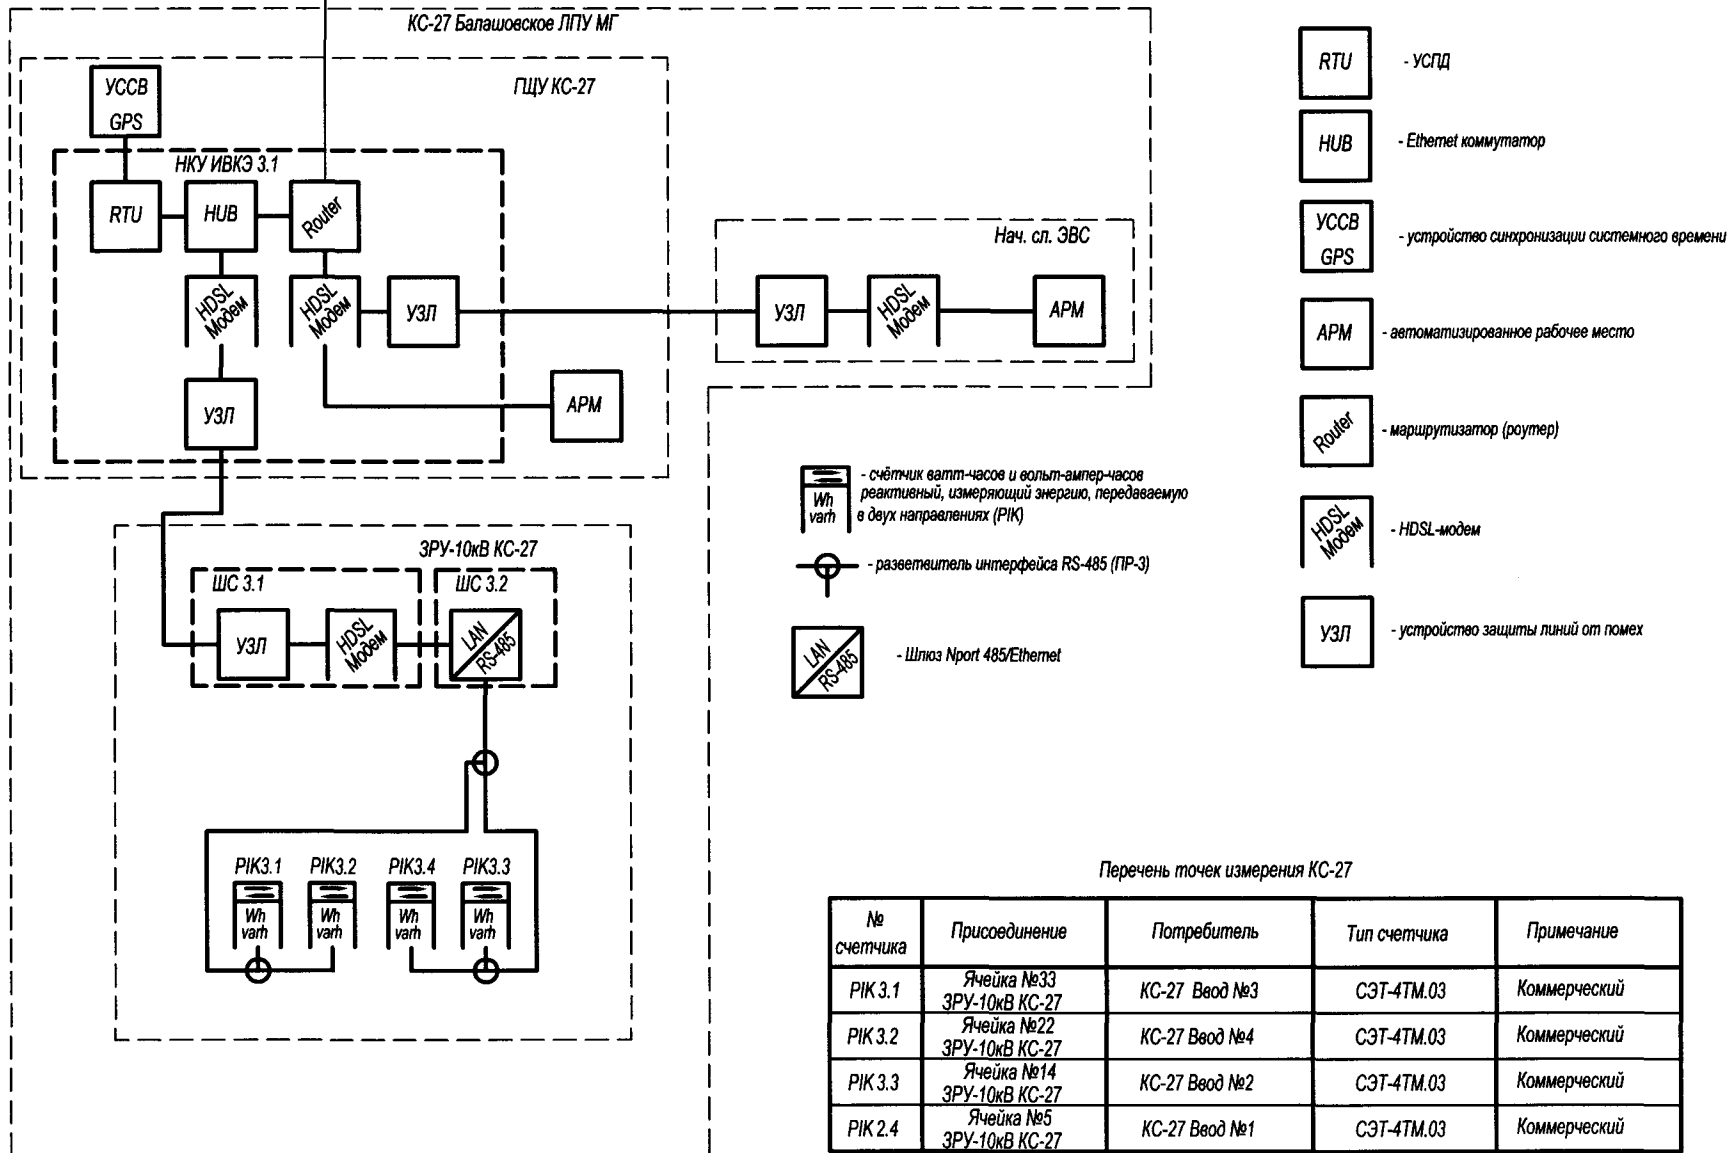 КС-27 Балашовское ЛПУ МГ
ПЩУ КС-27
УССВ
GPS
НКУ ИВКЭ 3.1
RTU
HUB
Router
HDSL
Модем
HDSL
Модем
УЗЛ
УЗЛ
АРМ
Нач. сл. ЭВС
УЗЛ
HDSL
Модем
АРМ
ЗРУ-10кВ КС-27
ШС 3.1
ШС 3.2
УЗЛ
HDSL
Модем
LAN
RS-485
PIK3.1
PIK3.2
PIK3.4
PIK3.3
Wh
varh
Wh
varh
Wh
varh
Wh
varh
Wh
varh
- счётчик ватт-часов и вольт-ампер-часов
реактивный, измеряющий энергию, передаваемую
в двух направлениях (PIK)
- разветвитель интерфейса RS-485 (ПР-3)
LAN
RS-485
- Шлюз Nport 485/Ethernet
RTU
- УСПД
HUB
- Ethernet коммутатор
УССВ
GPS
- устройство синхронизации системного времени
АРМ
- автоматизированное рабочее место
Router
- маршрутизатор (роутер)
HDSL
Модем
- HDSL-модем
УЗЛ
- устройство защиты линий от помех
Перечень точек измерения КС-27
№
счетчика
Присоединение
Потребитель
Тип счетчика
Примечание
PIK 3.1
Ячейка №33
ЗРУ-10кВ КС-27
КС-27 Ввод №3
СЭТ-4ТМ.03
Коммерческий
PIK 3.2
Ячейка №22
ЗРУ-10кВ КС-27
КС-27 Ввод №4
СЭТ-4ТМ.03
Коммерческий
PIK 3.3
Ячейка №14
ЗРУ-10кВ КС-27
КС-27 Ввод №2
СЭТ-4ТМ.03
Коммерческий
PIK 2.4
Ячейка №5
ЗРУ-10кВ КС-27
КС-27 Ввод №1
СЭТ-4ТМ.03
Коммерческий